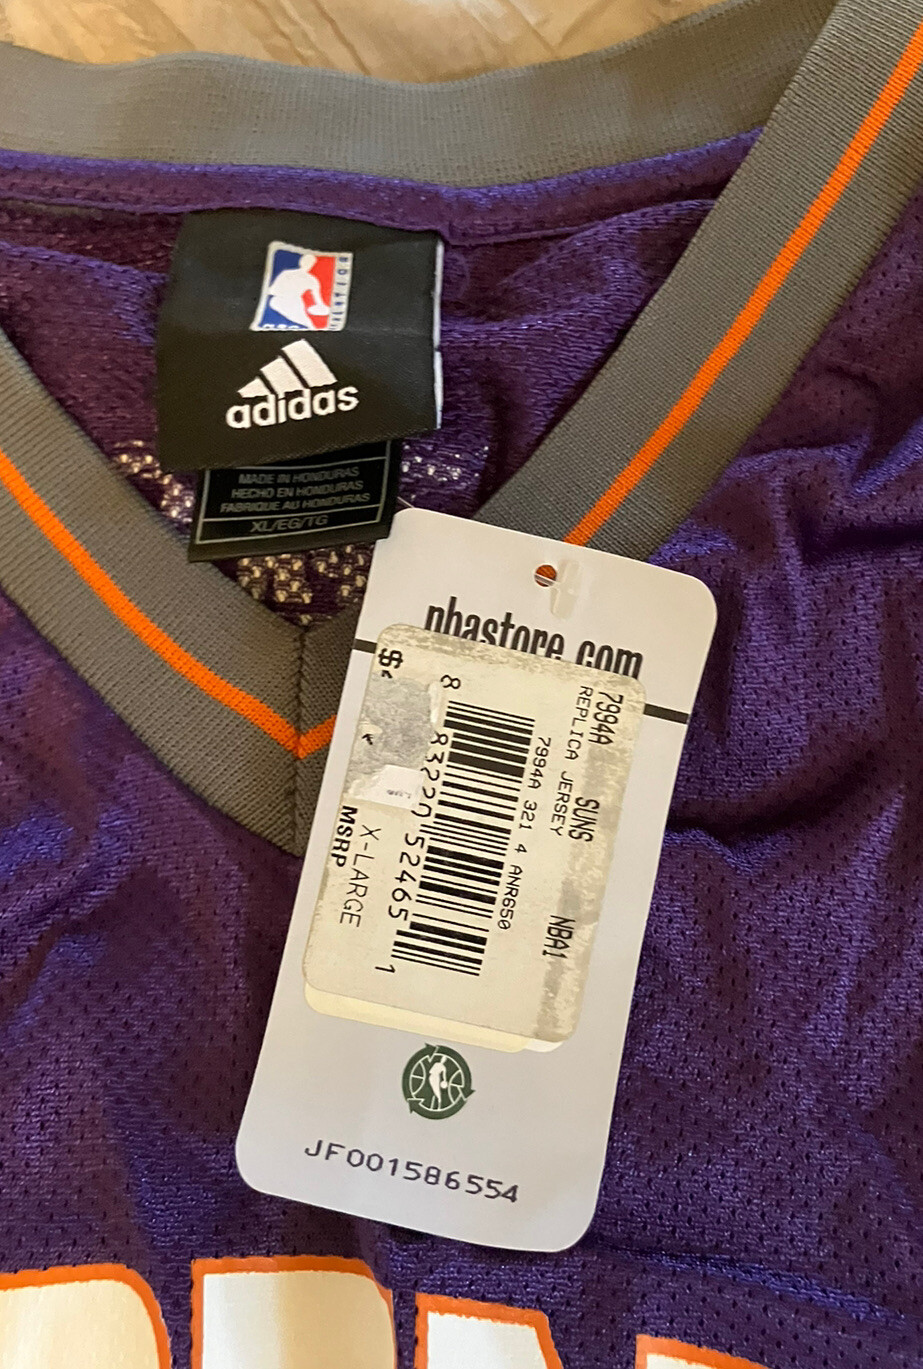 adidas
MADE IN HONDURAS
HECHO EN HONDURAS
FABRIQUE AU HONDURAS
XL/EG/TG
nbastore.com
7994A SUNS NBA1
REPLICA JERSEY
7994A 321 4 ANR650
8 83220 52465 1
X-LARGE
$
MSRP
JF001586554